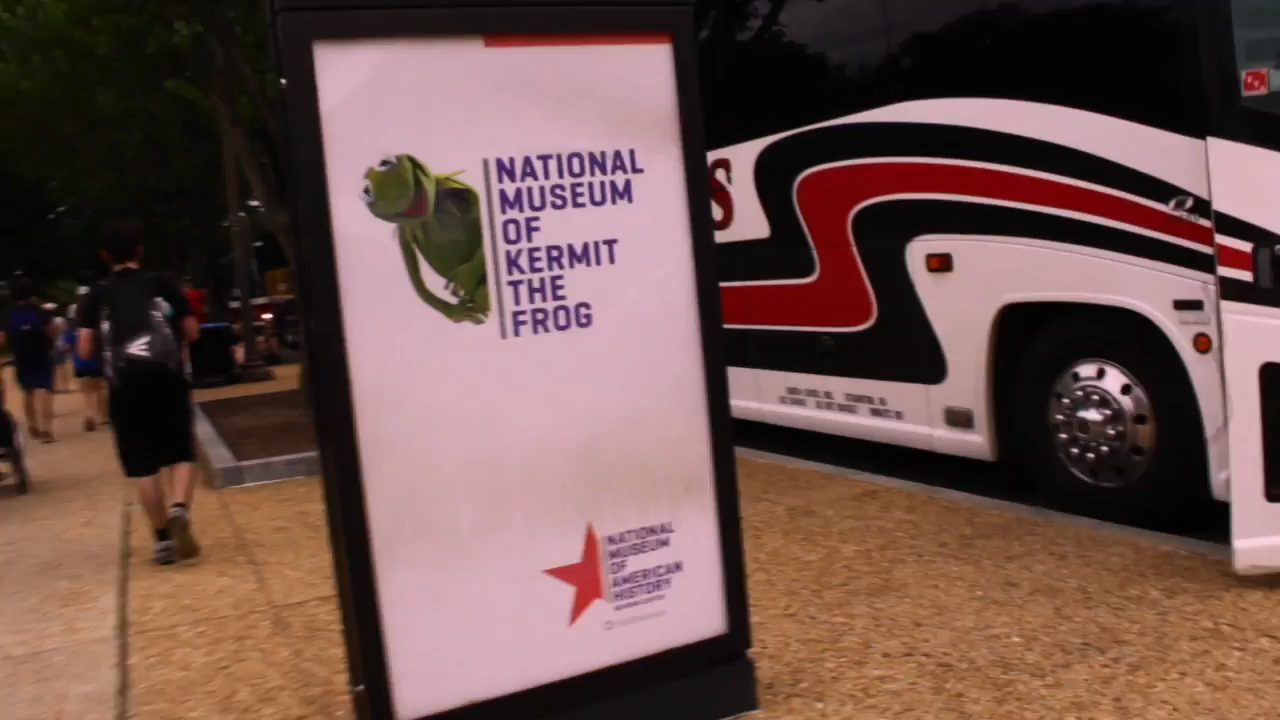 NATIONAL
MUSEUM
OF
KERMIT
THE
FROG
NATIONAL
MUSEUM
OF
AMERICAN
HISTORY
S